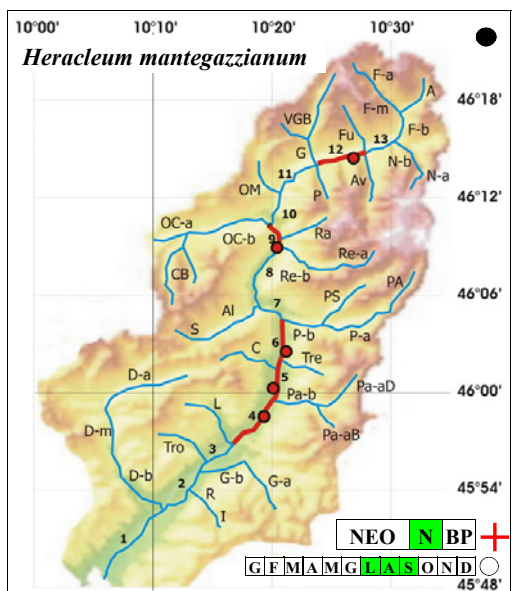 10°00' 10°10' 10°20' 10°30'
Heracleum mantegazzianum
F-a
A
46°18'
F-m
VGB
Fu
F-b
13
12
G
N-b
11
Av
N-a
OM
P
46°12'
10
OC-a
Ra
OC-b
9
Re-a
8
CB
Re-b
PA
PS
46°06'
7
Al
S
P-b
P-a
6
C
Tre
D-a
5
46°00'
Pa-b
Pa-aD
L
4
D-m
Pa-aB
Tro
3
D-b
G-b
G-a
2
45°54'
R
I
1
NEO N BP
G F M A M G L A S O N D
45°48'